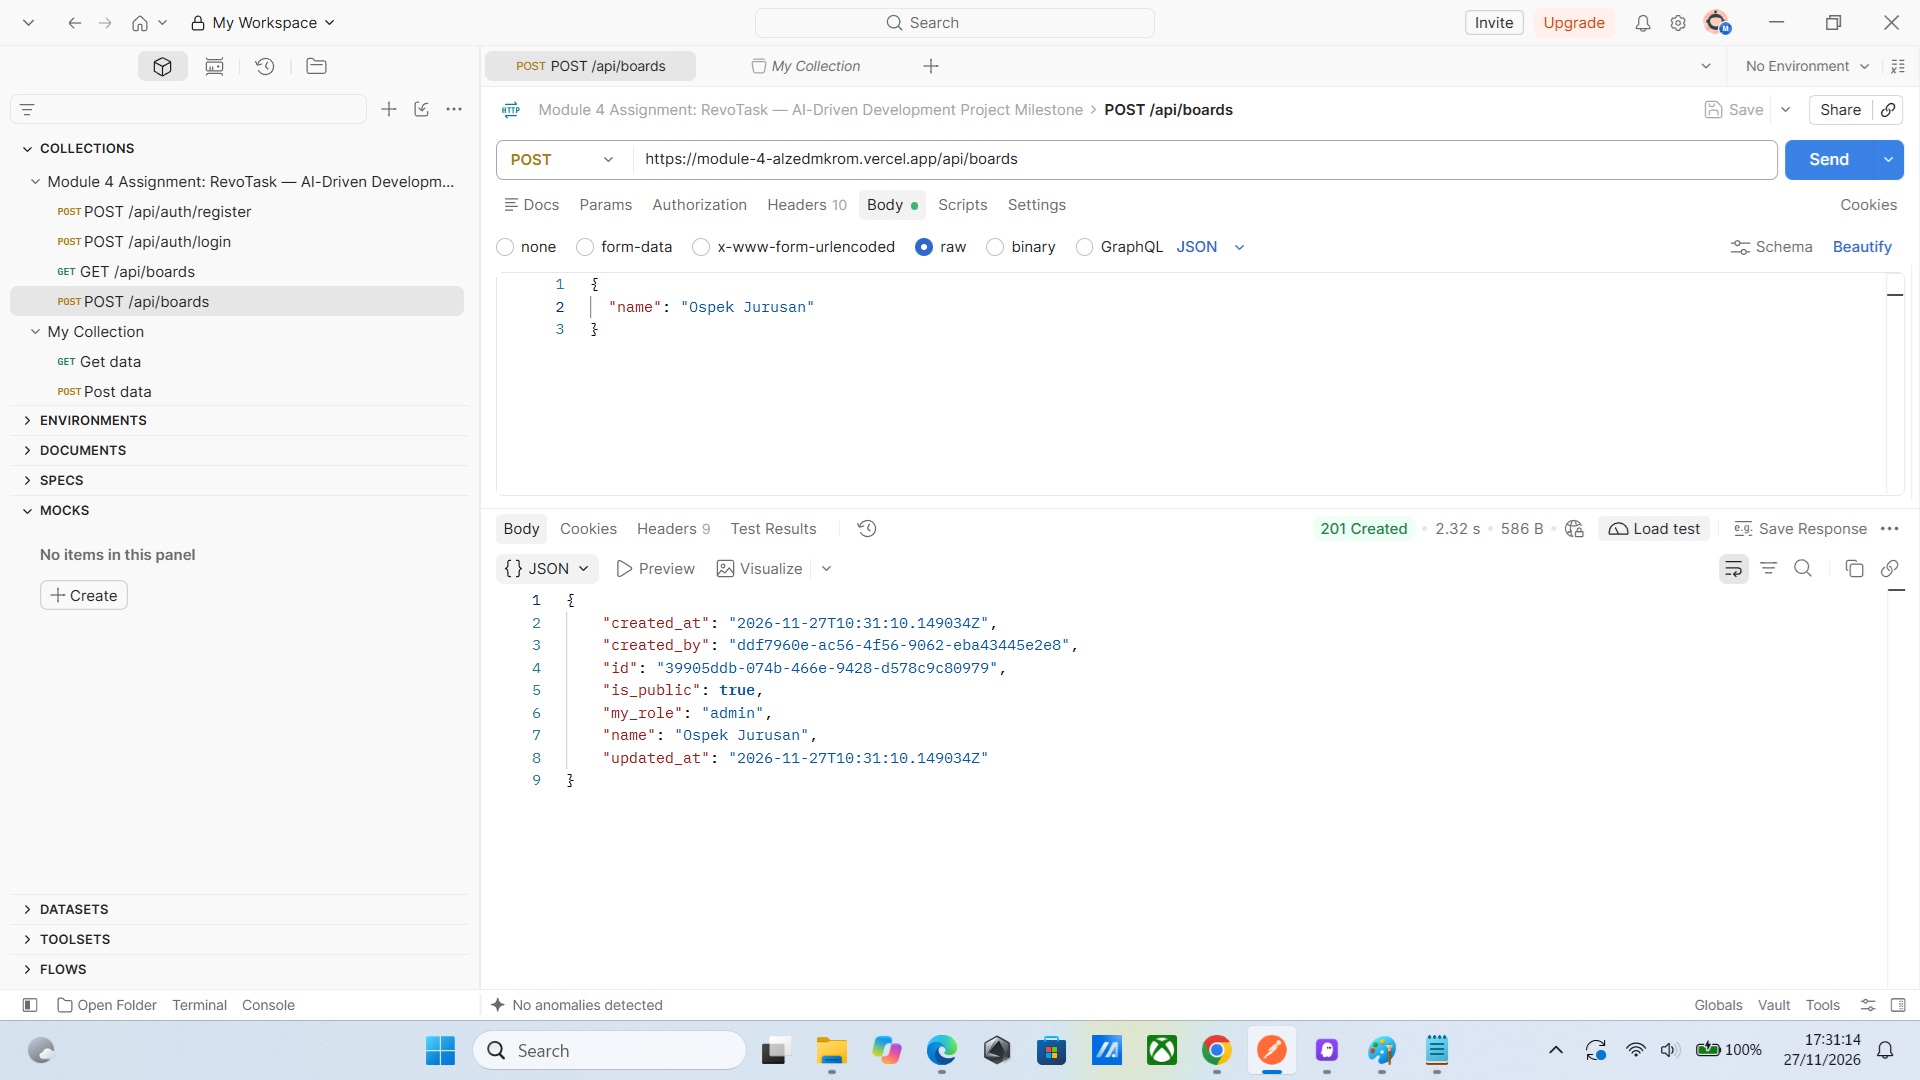 My Workspace
Search
Invite
Upgrade
POST POST /api/boards
My Collection
No Environment
Module 4 Assignment: RevoTask — AI-Driven Development Project Milestone > POST /api/boards
Save
Share
COLLECTIONS
Module 4 Assignment: RevoTask — AI-Driven Developm...
POST POST /api/auth/register
POST POST /api/auth/login
GET GET /api/boards
POST POST /api/boards
My Collection
GET Get data
POST Post data
ENVIRONMENTS
DOCUMENTS
SPECS
MOCKS
No items in this panel
Create
DATASETS
TOOLSETS
FLOWS
HTTP
POST
https://module-4-alzedmkrom.vercel.app/api/boards
Send
Docs Params Authorization Headers 10 Body Scripts Settings
Cookies
none form-data x-www-form-urlencoded raw binary GraphQL JSON
Schema Beautify
1 {
2 "name": "Ospek Jurusan"
3 }
Body Cookies Headers 9 Test Results
201 Created • 2.32 s • 586 B
Load test
e.g. Save Response
{} JSON Preview Visualize
1 {
2 "created_at": "2026-11-27T10:31:10.149034Z",
3 "created_by": "ddf7960e-ac56-4f56-9062-eba43445e2e8",
4 "id": "39905ddb-074b-466e-9428-d578c9c80979",
5 "is_public": true,
6 "my_role": "admin",
7 "name": "Ospek Jurusan",
8 "updated_at": "2026-11-27T10:31:10.149034Z"
9 }
Open Folder Terminal Console
No anomalies detected
Globals Vault Tools
Search
100%
17:31:14
27/11/2026